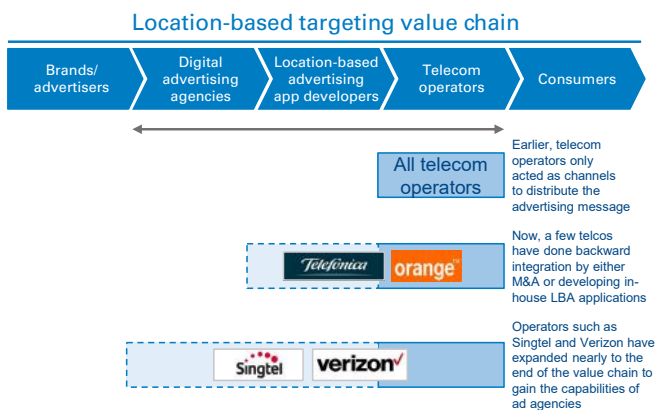 Location-based targeting value chain
Brands/
advertisers
Digital
advertising
agencies
Location-based
advertising
app developers
Telecom
operators
Consumers
All telecom
operators
Earlier, telecom
operators only
acted as channels
to distribute the
advertising message
Telefónica
orange™
Now, a few telcos
have done backward
integration by either
M&A or developing in-
house LBA applications
Singtel
verizon✓
Operators such as
Singtel and Verizon have
expanded nearly to the
end of the value chain to
gain the capabilities of
ad agencies